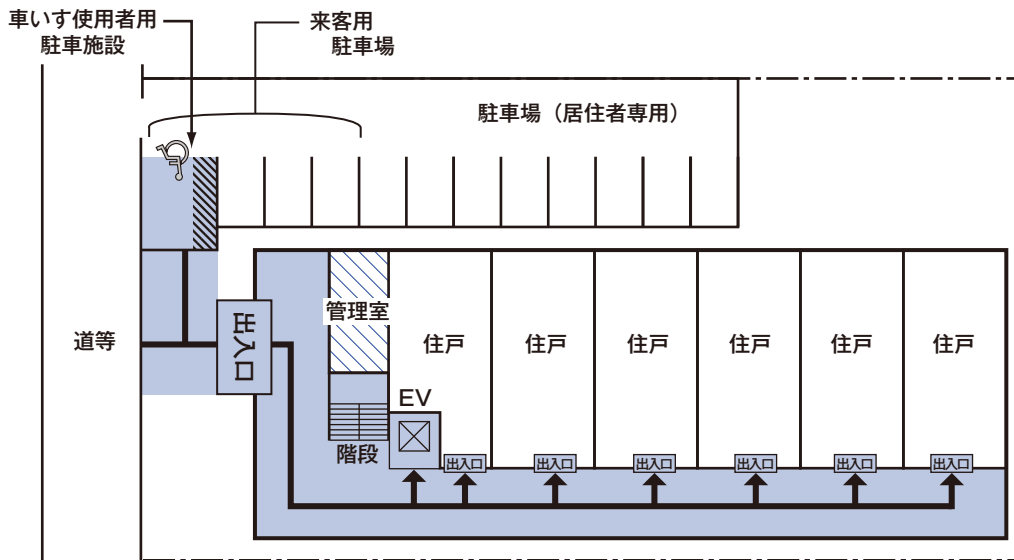 車いす使用者用
駐車施設
来客用
駐車場
駐車場（居住者専用）
道等
出入口
管理室
住戸
住戸
住戸
住戸
住戸
住戸
EV
階段
出入口
出入口
出入口
出入口
出入口
出入口